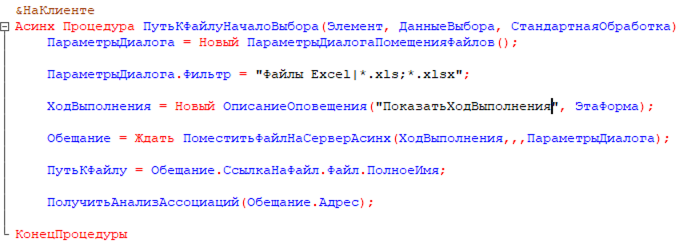 &НаКлиенте
Асинх Процедура ПутьКФайлуНачалоВыбора(Элемент, ДанныеВыбора, СтандартнаяОбработка)
ПараметрыДиалога = Новый ПараметрыДиалогаПомещенияФайлов();
ПараметрыДиалога.Фильтр = "Файлы Excel|*.xls;*.xlsx";
ХодВыполнения = Новый ОписаниеОповещения("ПоказатьХодВыполнения", ЭтаФорма);
Обещание = Ждать ПоместитьФайлНаСерверАсинх(ХодВыполнения,,,ПараметрыДиалога);
ПутьКФайлу = Обещание.СсылкаНаФайл.Файл.ПолноеИмя;
ПолучитьАнализАссоциаций(Обещание.Адрес);
КонецПроцедуры